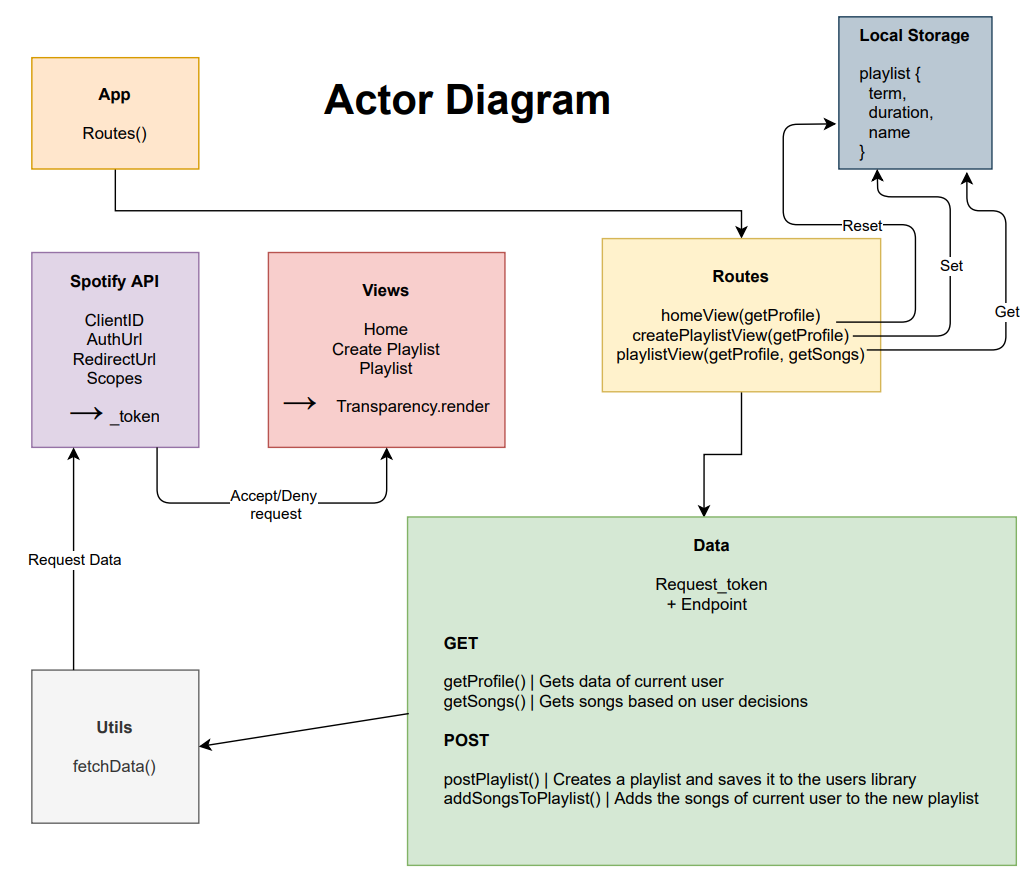 Actor Diagram
App
Routes()
Local Storage
playlist {
term,
duration,
name
}
Reset
Set
Get
Spotify API
ClientID
AuthUrl
RedirectUrl
Scopes
→ _token
Views
Home
Create Playlist
Playlist
→ Transparency.render
Routes
homeView(getProfile)
createPlaylistView(getProfile)
playlistView(getProfile, getSongs)
Accept/Deny
request
Request Data
Utils
fetchData()
Data
Request_token
+ Endpoint
GET
getProfile() | Gets data of current user
getSongs() | Gets songs based on user decisions
POST
postPlaylist() | Creates a playlist and saves it to the users library
addSongsToPlaylist() | Adds the songs of current user to the new playlist